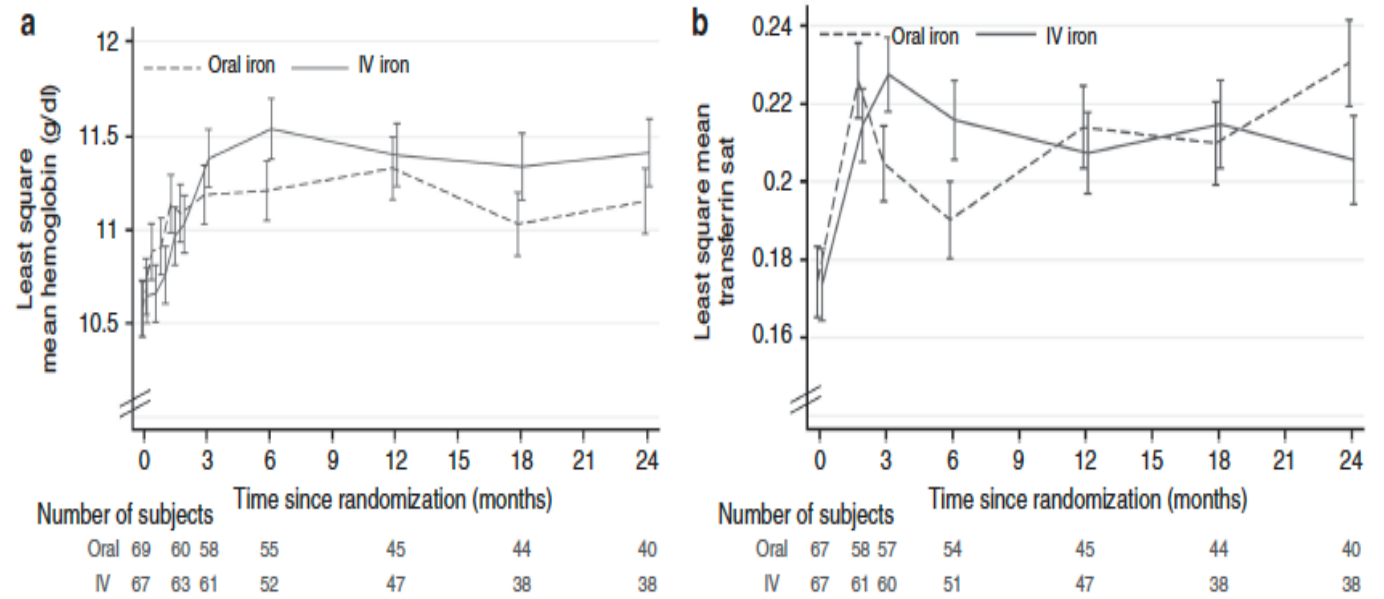 a
12
11.5
11
10.5
Least square
mean hemoglobin (g/dl)
Oral iron IV iron
0 3 6 9 12 15 18 21 24
Time since randomization (months)
Number of subjects
Oral 69 60 58 55 45 44 40
IV 67 63 61 52 47 38 38
b
0.24
0.22
0.2
0.18
0.16
Least square mean
transferrin sat
Oral iron IV iron
0 3 6 9 12 15 18 21 24
Time since randomization (months)
Number of subjects
Oral 67 58 57 54 45 44 40
IV 67 61 60 51 47 38 38